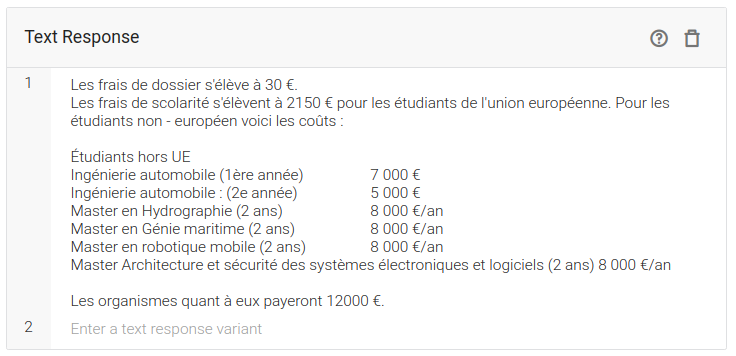 Text Response
1
Les frais de dossier s'élève à 30 €.
Les frais de scolarité s'élèvent à 2150 € pour les étudiants de l'union européenne. Pour les
étudiants non - européen voici les coûts :
Étudiants hors UE
Ingénierie automobile (1ère année) 7 000 €
Ingénierie automobile : (2e année) 5 000 €
Master en Hydrographie (2 ans) 8 000 €/an
Master en Génie maritime (2 ans) 8 000 €/an
Master en robotique mobile (2 ans) 8 000 €/an
Master Architecture et sécurité des systèmes électroniques et logiciels (2 ans) 8 000 €/an
Les organismes quant à eux payeront 12000 €.
2 Enter a text response variant